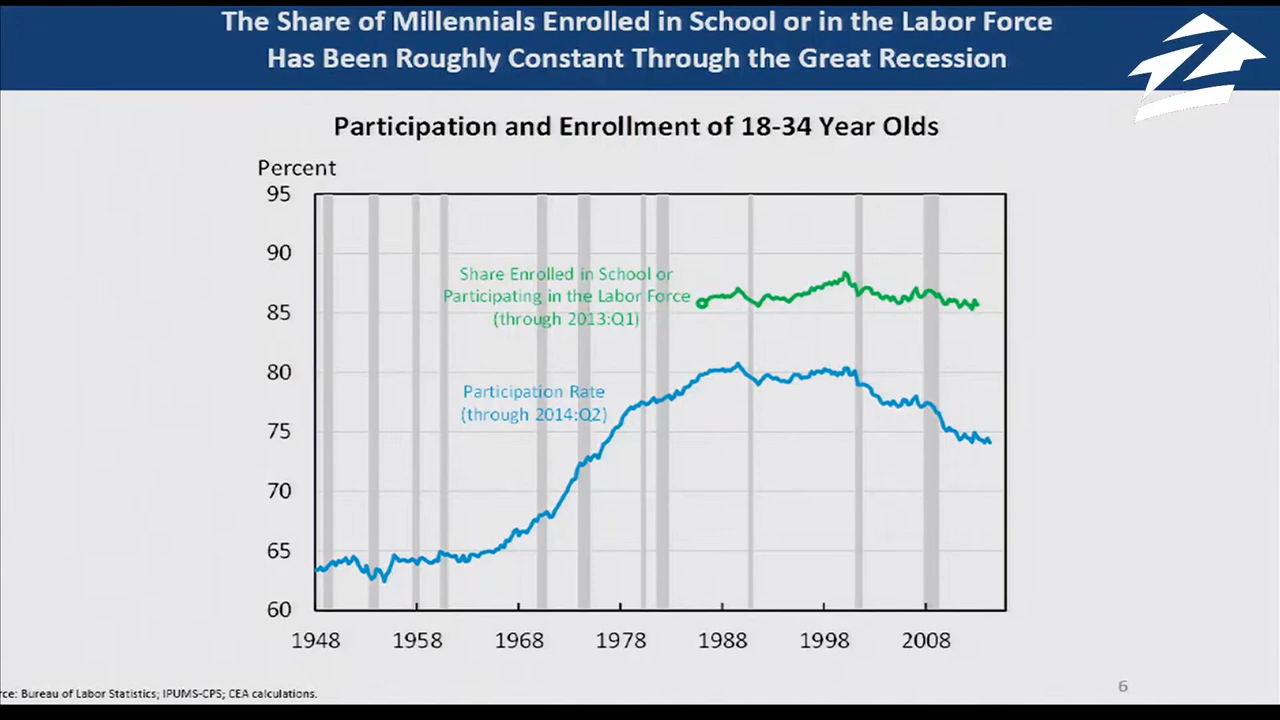 The Share of Millennials Enrolled in School or in the Labor Force
Has Been Roughly Constant Through the Great Recession
Participation and Enrollment of 18-34 Year Olds
Percent
95
90
85
80
75
70
65
60
Share Enrolled in School or
Participating in the Labor Force
(through 2013:Q1)
Participation Rate
(through 2014:Q2)
1948 1958 1968 1978 1988 1998 2008
rce: Bureau of Labor Statistics; IPUMS-CPS; CEA calculations.
6